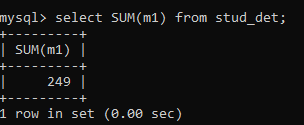 mysql> select SUM(m1) from stud_det;
+---------+
| SUM(m1) |
+---------+
|     249 |
+---------+
1 row in set (0.00 sec)